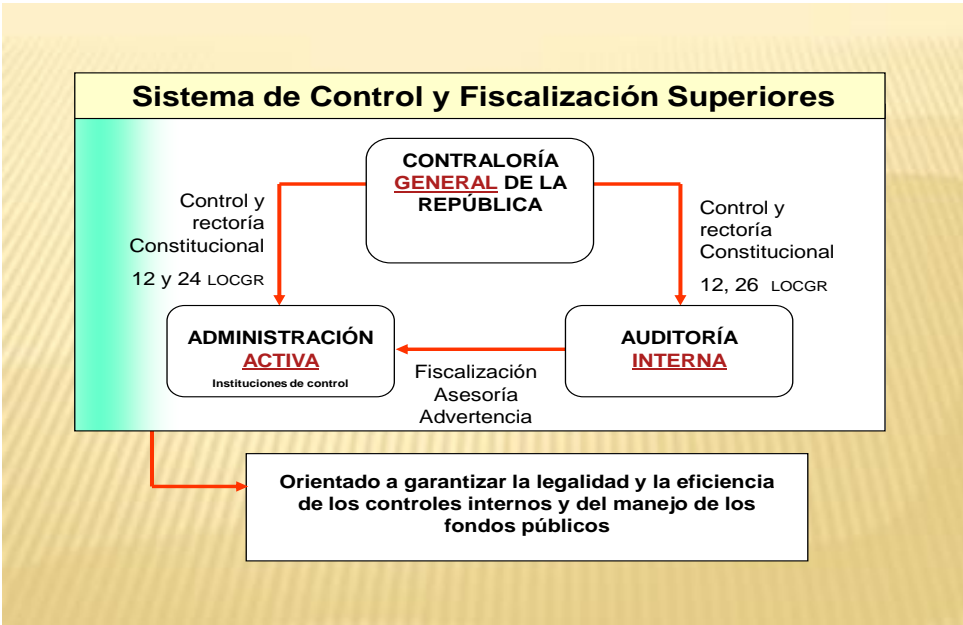 Sistema de Control y Fiscalización Superiores
CONTRALORÍA
GENERAL DE LA
REPÚBLICA
Control y
rectoría
Constitucional
12 y 24 LOCGR
Control y
rectoría
Constitucional
12, 26 LOCGR
ADMINISTRACIÓN
ACTIVA
Instituciones de control
Fiscalización
Asesoría
Advertencia
AUDITORÍA
INTERNA
Orientado a garantizar la legalidad y la eficiencia
de los controles internos y del manejo de los
fondos públicos